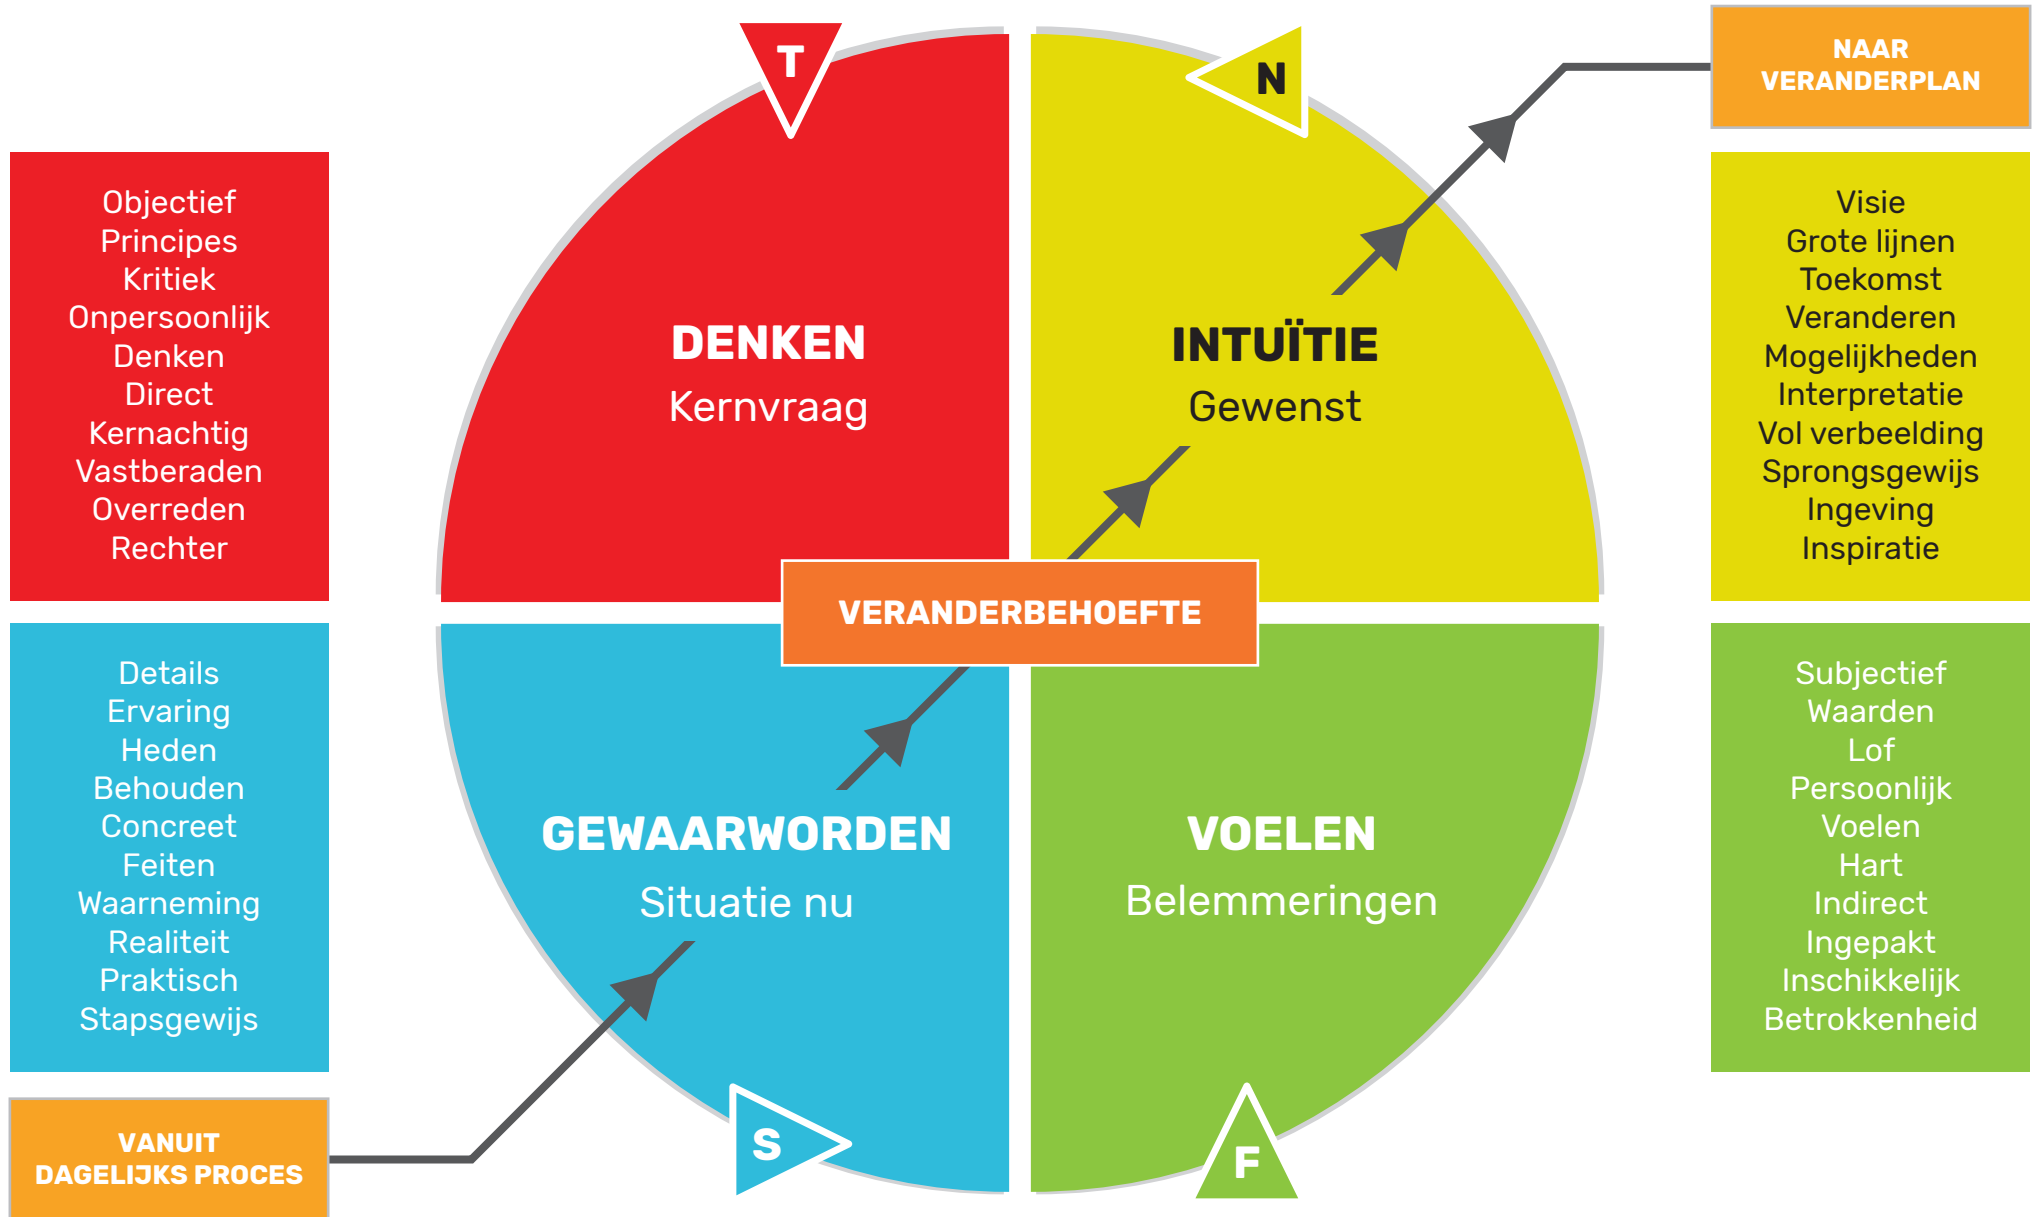 T
N
NAAR
VERANDERPLAN
Objectief
Principes
Kritiek
Onpersoonlijk
Denken
Direct
Kernachtig
Vastberaden
Overreden
Rechter
DENKEN
Kernvraag
INTUÏTIE
Gewenst
Visie
Grote lijnen
Toekomst
Veranderen
Mogelijkheden
Interpretatie
Vol verbeelding
Sprongsgewijs
Ingeving
Inspiratie
VERANDERBEHOEFTE
Details
Ervaring
Heden
Behouden
Concreet
Feiten
Waarneming
Realiteit
Praktisch
Stapsgewijs
GEWAARWORDEN
Situatie nu
VOELEN
Belemmeringen
Subjectief
Waarden
Lof
Persoonlijk
Voelen
Hart
Indirect
Ingepakt
Inschikkelijk
Betrokkenheid
VANUIT
DAGELIJKS PROCES
S
F